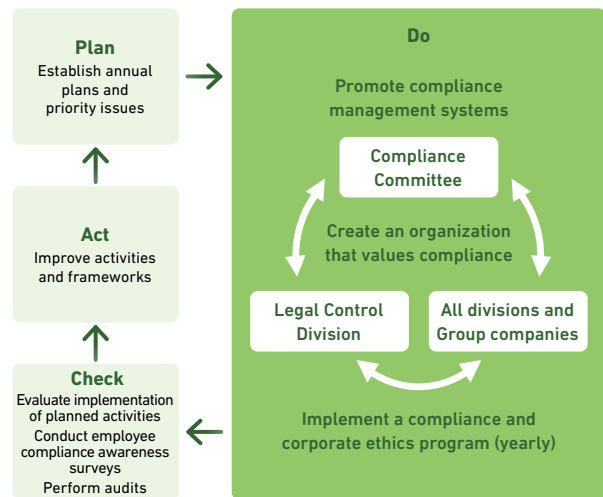 Plan
Establish annual
plans and
priority issues
Act
Improve activities
and frameworks
Check
Evaluate implementation
of planned activities
Conduct employee
compliance awareness
surveys
Perform audits
Do
Promote compliance
management systems
Compliance
Committee
Create an organization
that values compliance
Legal Control
Division
All divisions and
Group companies
Implement a compliance and
corporate ethics program (yearly)